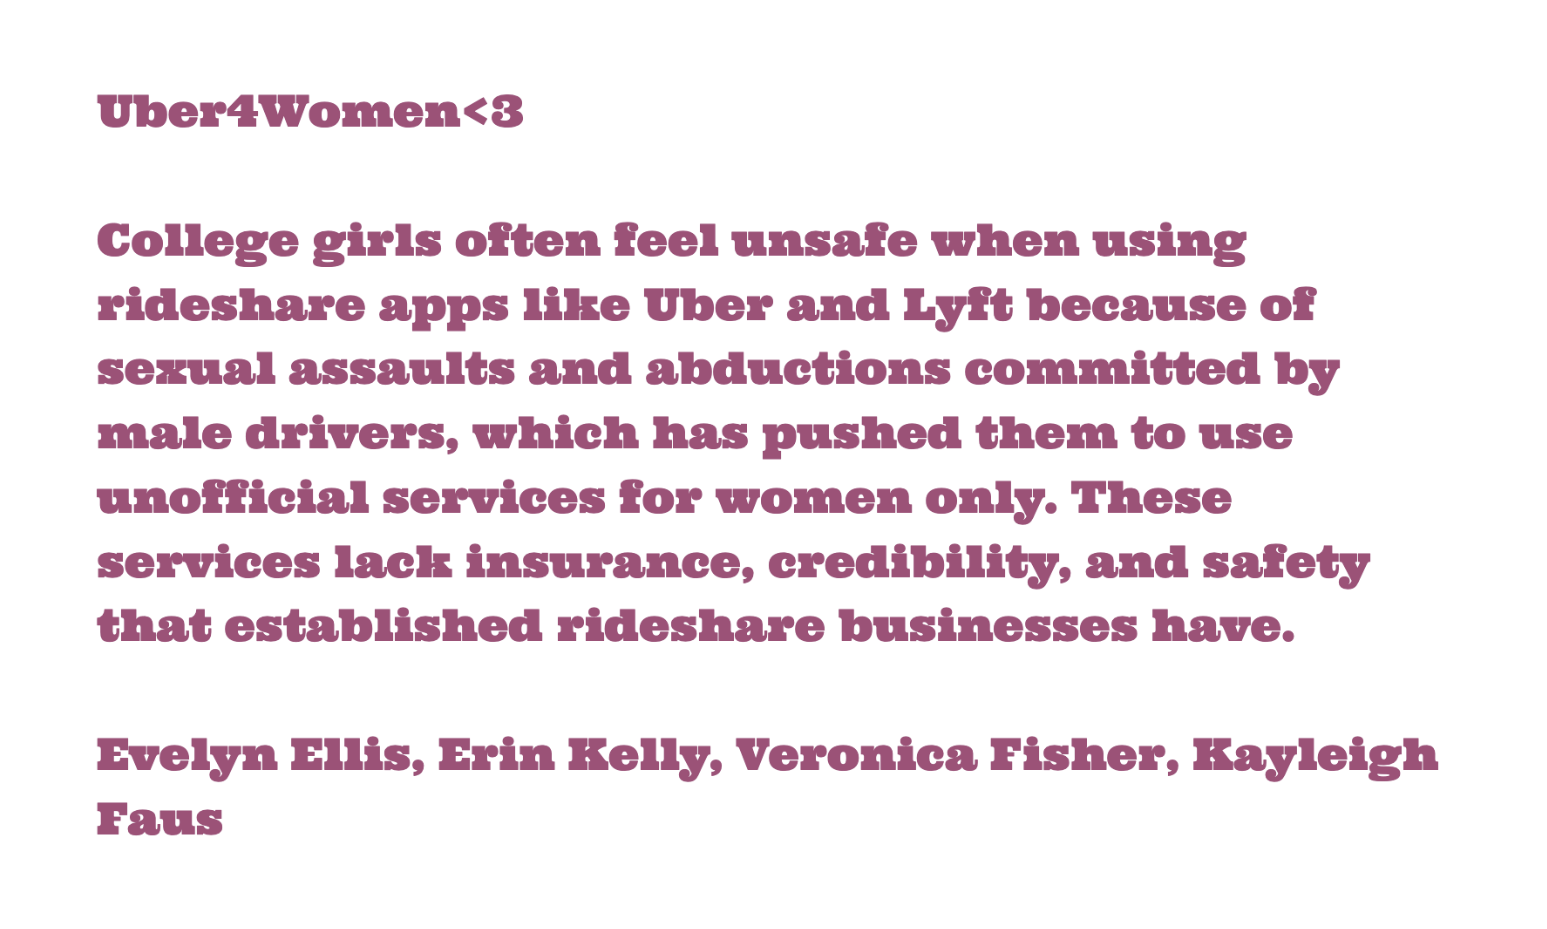 Uber4Women<3
College girls often feel unsafe when using
rideshare apps like Uber and Lyft because of
sexual assaults and abductions committed by
male drivers, which has pushed them to use
unofficial services for women only. These
services lack insurance, credibility, and safety
that established rideshare businesses have.
Evelyn Ellis, Erin Kelly, Veronica Fisher, Kayleigh
Faus